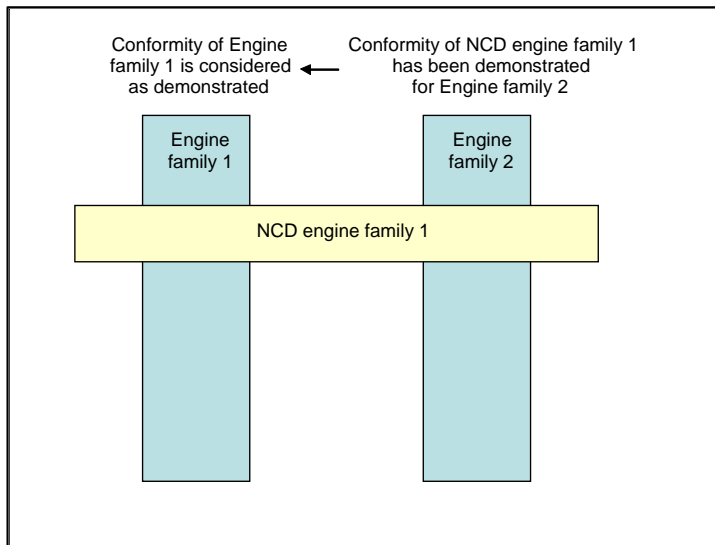 Conformity of Engine
family 1 is considered
as demonstrated
Conformity of NCD engine family 1
has been demonstrated
for Engine family 2
Engine
family 1
Engine
family 2
NCD engine family 1